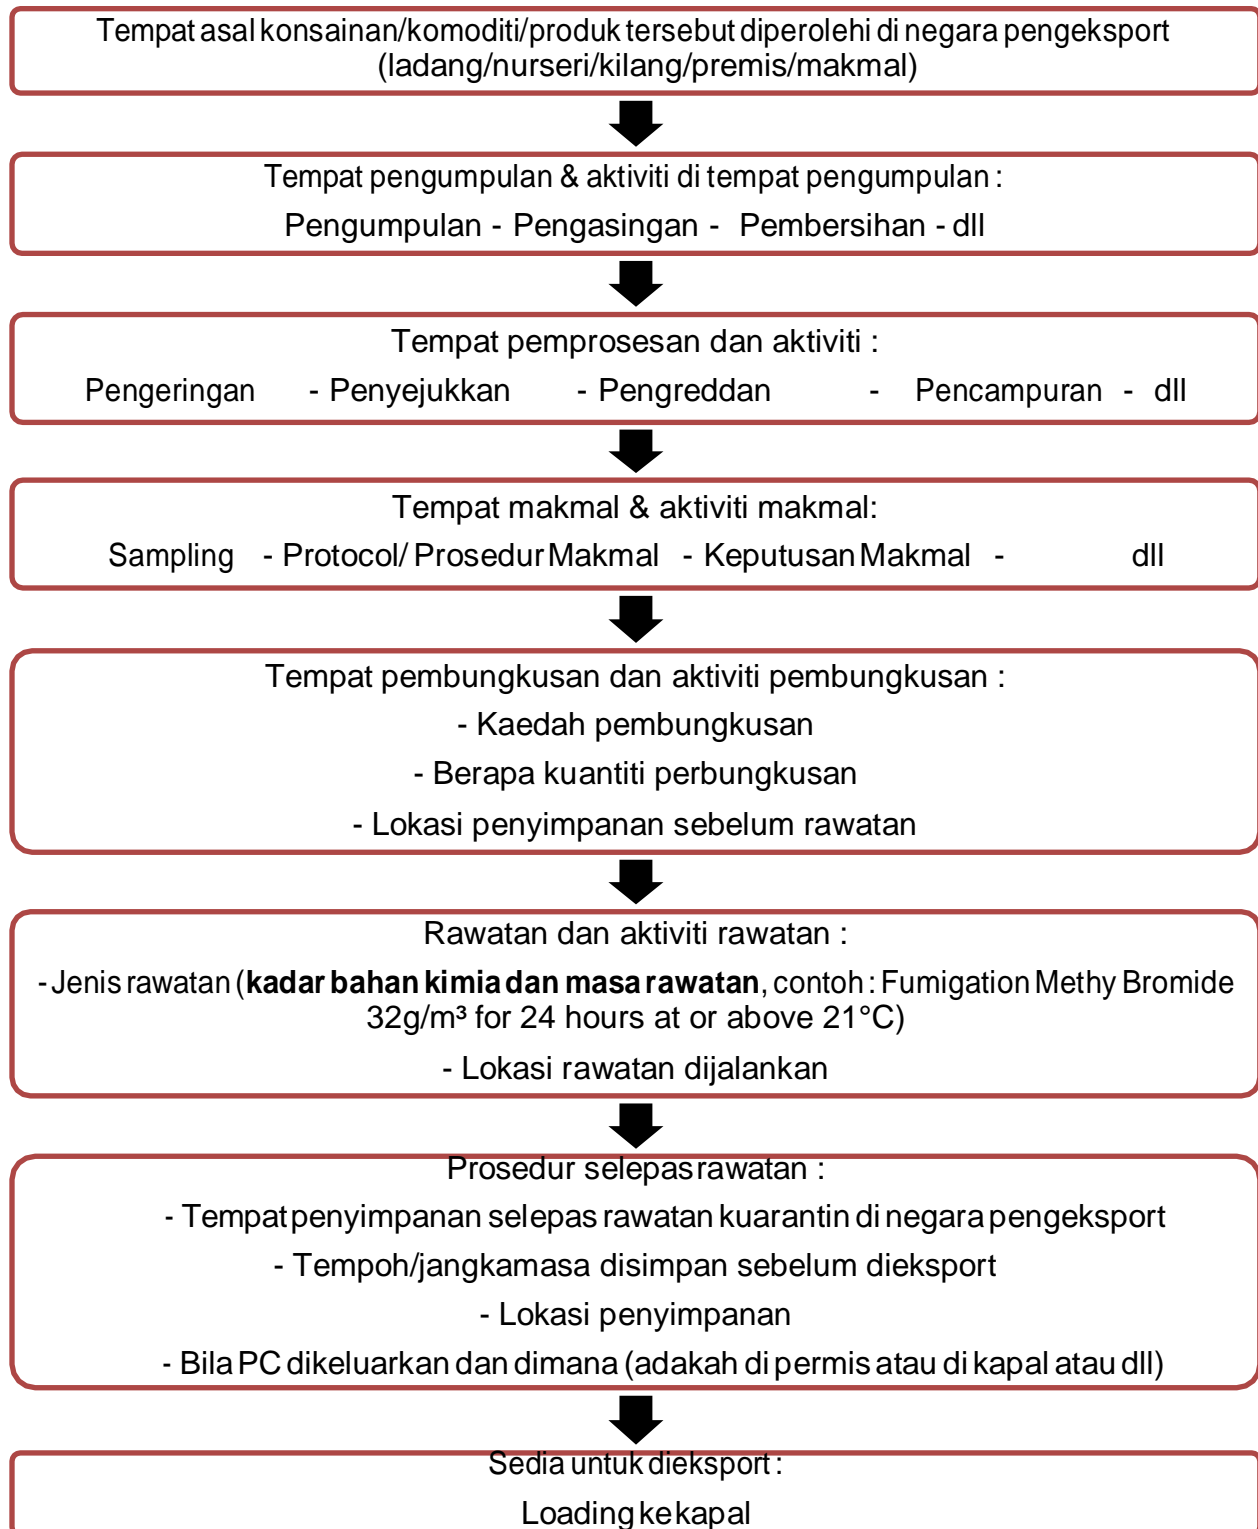 Tempat asal konsainan/komoditi/produk tersebut diperolehi di negara pengeksport
(ladang/nurseri/kilang/premis/makmal)
Tempat pengumpulan & aktiviti di tempat pengumpulan :
Pengumpulan - Pengasingan - Pembersihan - dll
Tempat pemprosesan dan aktiviti :
Pengeringan - Penyejukkan - Pengreddan - Pencampuran - dll
Tempat makmal & aktiviti makmal:
Sampling - Protocol/ Prosedur Makmal - Keputusan Makmal - dll
Tempat pembungkusan dan aktiviti pembungkusan :
- Kaedah pembungkusan
- Berapa kuantiti perbungkusan
- Lokasi penyimpanan sebelum rawatan
Rawatan dan aktiviti rawatan :
- Jenis rawatan (kadar bahan kimia dan masa rawatan, contoh : Fumigation Methy Bromide
32g/m³ for 24 hours at or above 21°C)
- Lokasi rawatan dijalankan
Prosedur selepas rawatan :
- Tempat penyimpanan selepas rawatan kuarantin di negara pengeksport
- Tempoh/jangkamasa disimpan sebelum dieksport
- Lokasi penyimpanan
- Bila PC dikeluarkan dan dimana (adakah di permis atau di kapal atau dll)
Sedia untuk dieksport :
Loading ke kapal